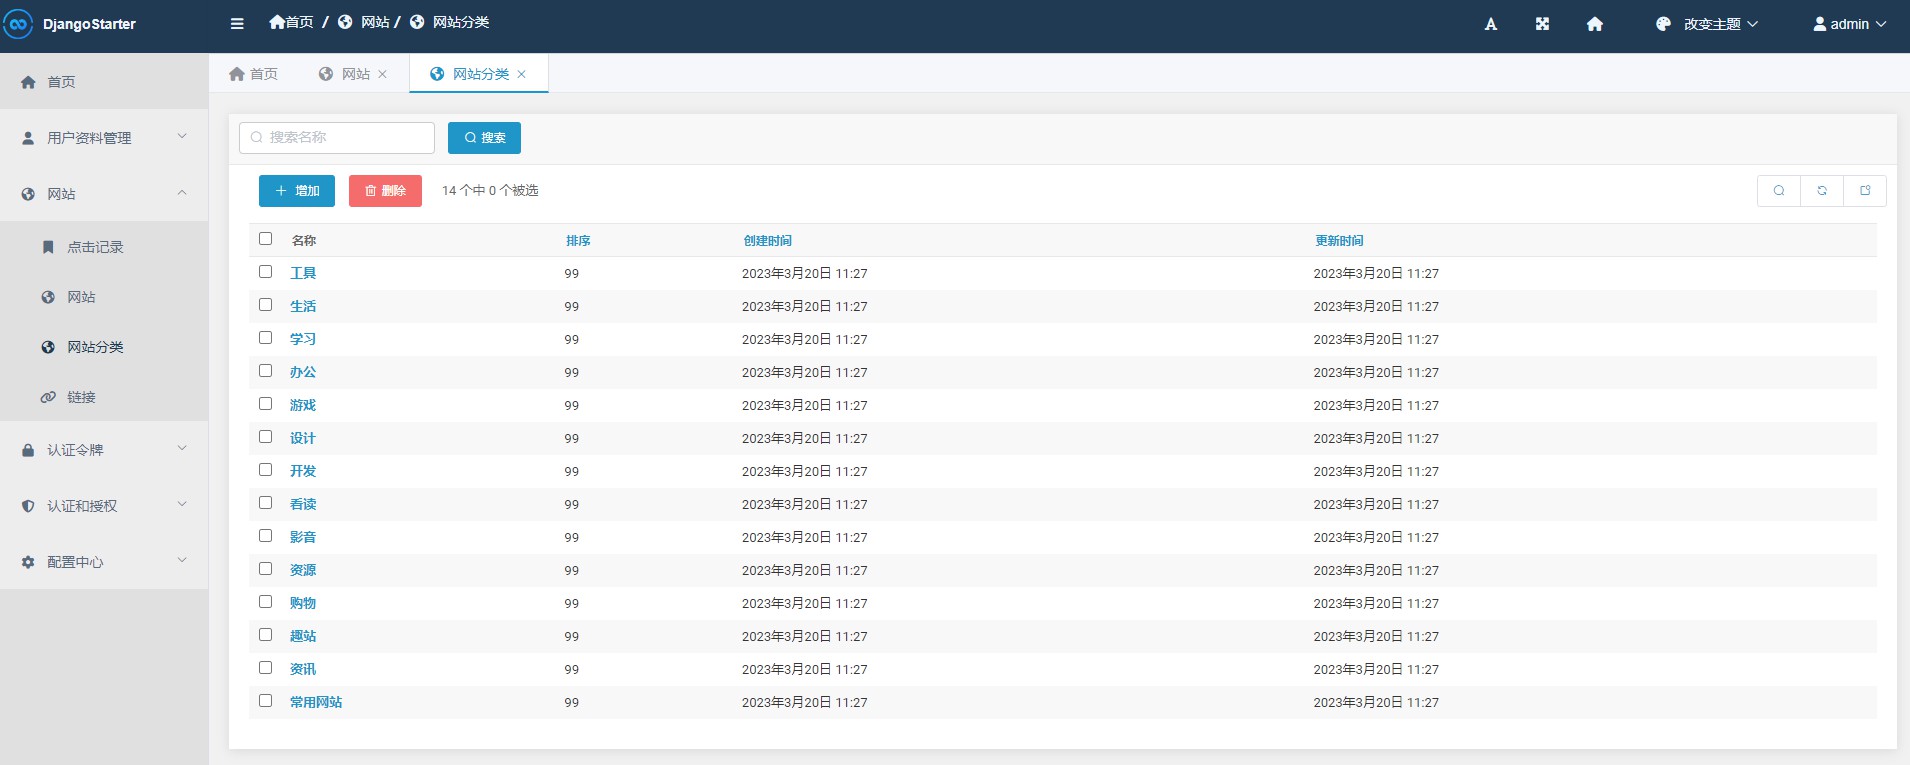 DjangoStarter
首页 / 网站 / 网站分类
改变主题
admin
首页
用户资料管理
网站
点击记录
网站
网站分类
链接
认证令牌
认证和授权
配置中心
首页 网站 网站分类
搜索名称 搜索
增加 删除 14 个中 0 个被选
名称 排序 创建时间 更新时间
工具 99 2023年3月20日 11:27 2023年3月20日 11:27
生活 99 2023年3月20日 11:27 2023年3月20日 11:27
学习 99 2023年3月20日 11:27 2023年3月20日 11:27
办公 99 2023年3月20日 11:27 2023年3月20日 11:27
游戏 99 2023年3月20日 11:27 2023年3月20日 11:27
设计 99 2023年3月20日 11:27 2023年3月20日 11:27
开发 99 2023年3月20日 11:27 2023年3月20日 11:27
看读 99 2023年3月20日 11:27 2023年3月20日 11:27
影音 99 2023年3月20日 11:27 2023年3月20日 11:27
资源 99 2023年3月20日 11:27 2023年3月20日 11:27
购物 99 2023年3月20日 11:27 2023年3月20日 11:27
趣站 99 2023年3月20日 11:27 2023年3月20日 11:27
资讯 99 2023年3月20日 11:27 2023年3月20日 11:27
常用网站 99 2023年3月20日 11:27 2023年3月20日 11:27